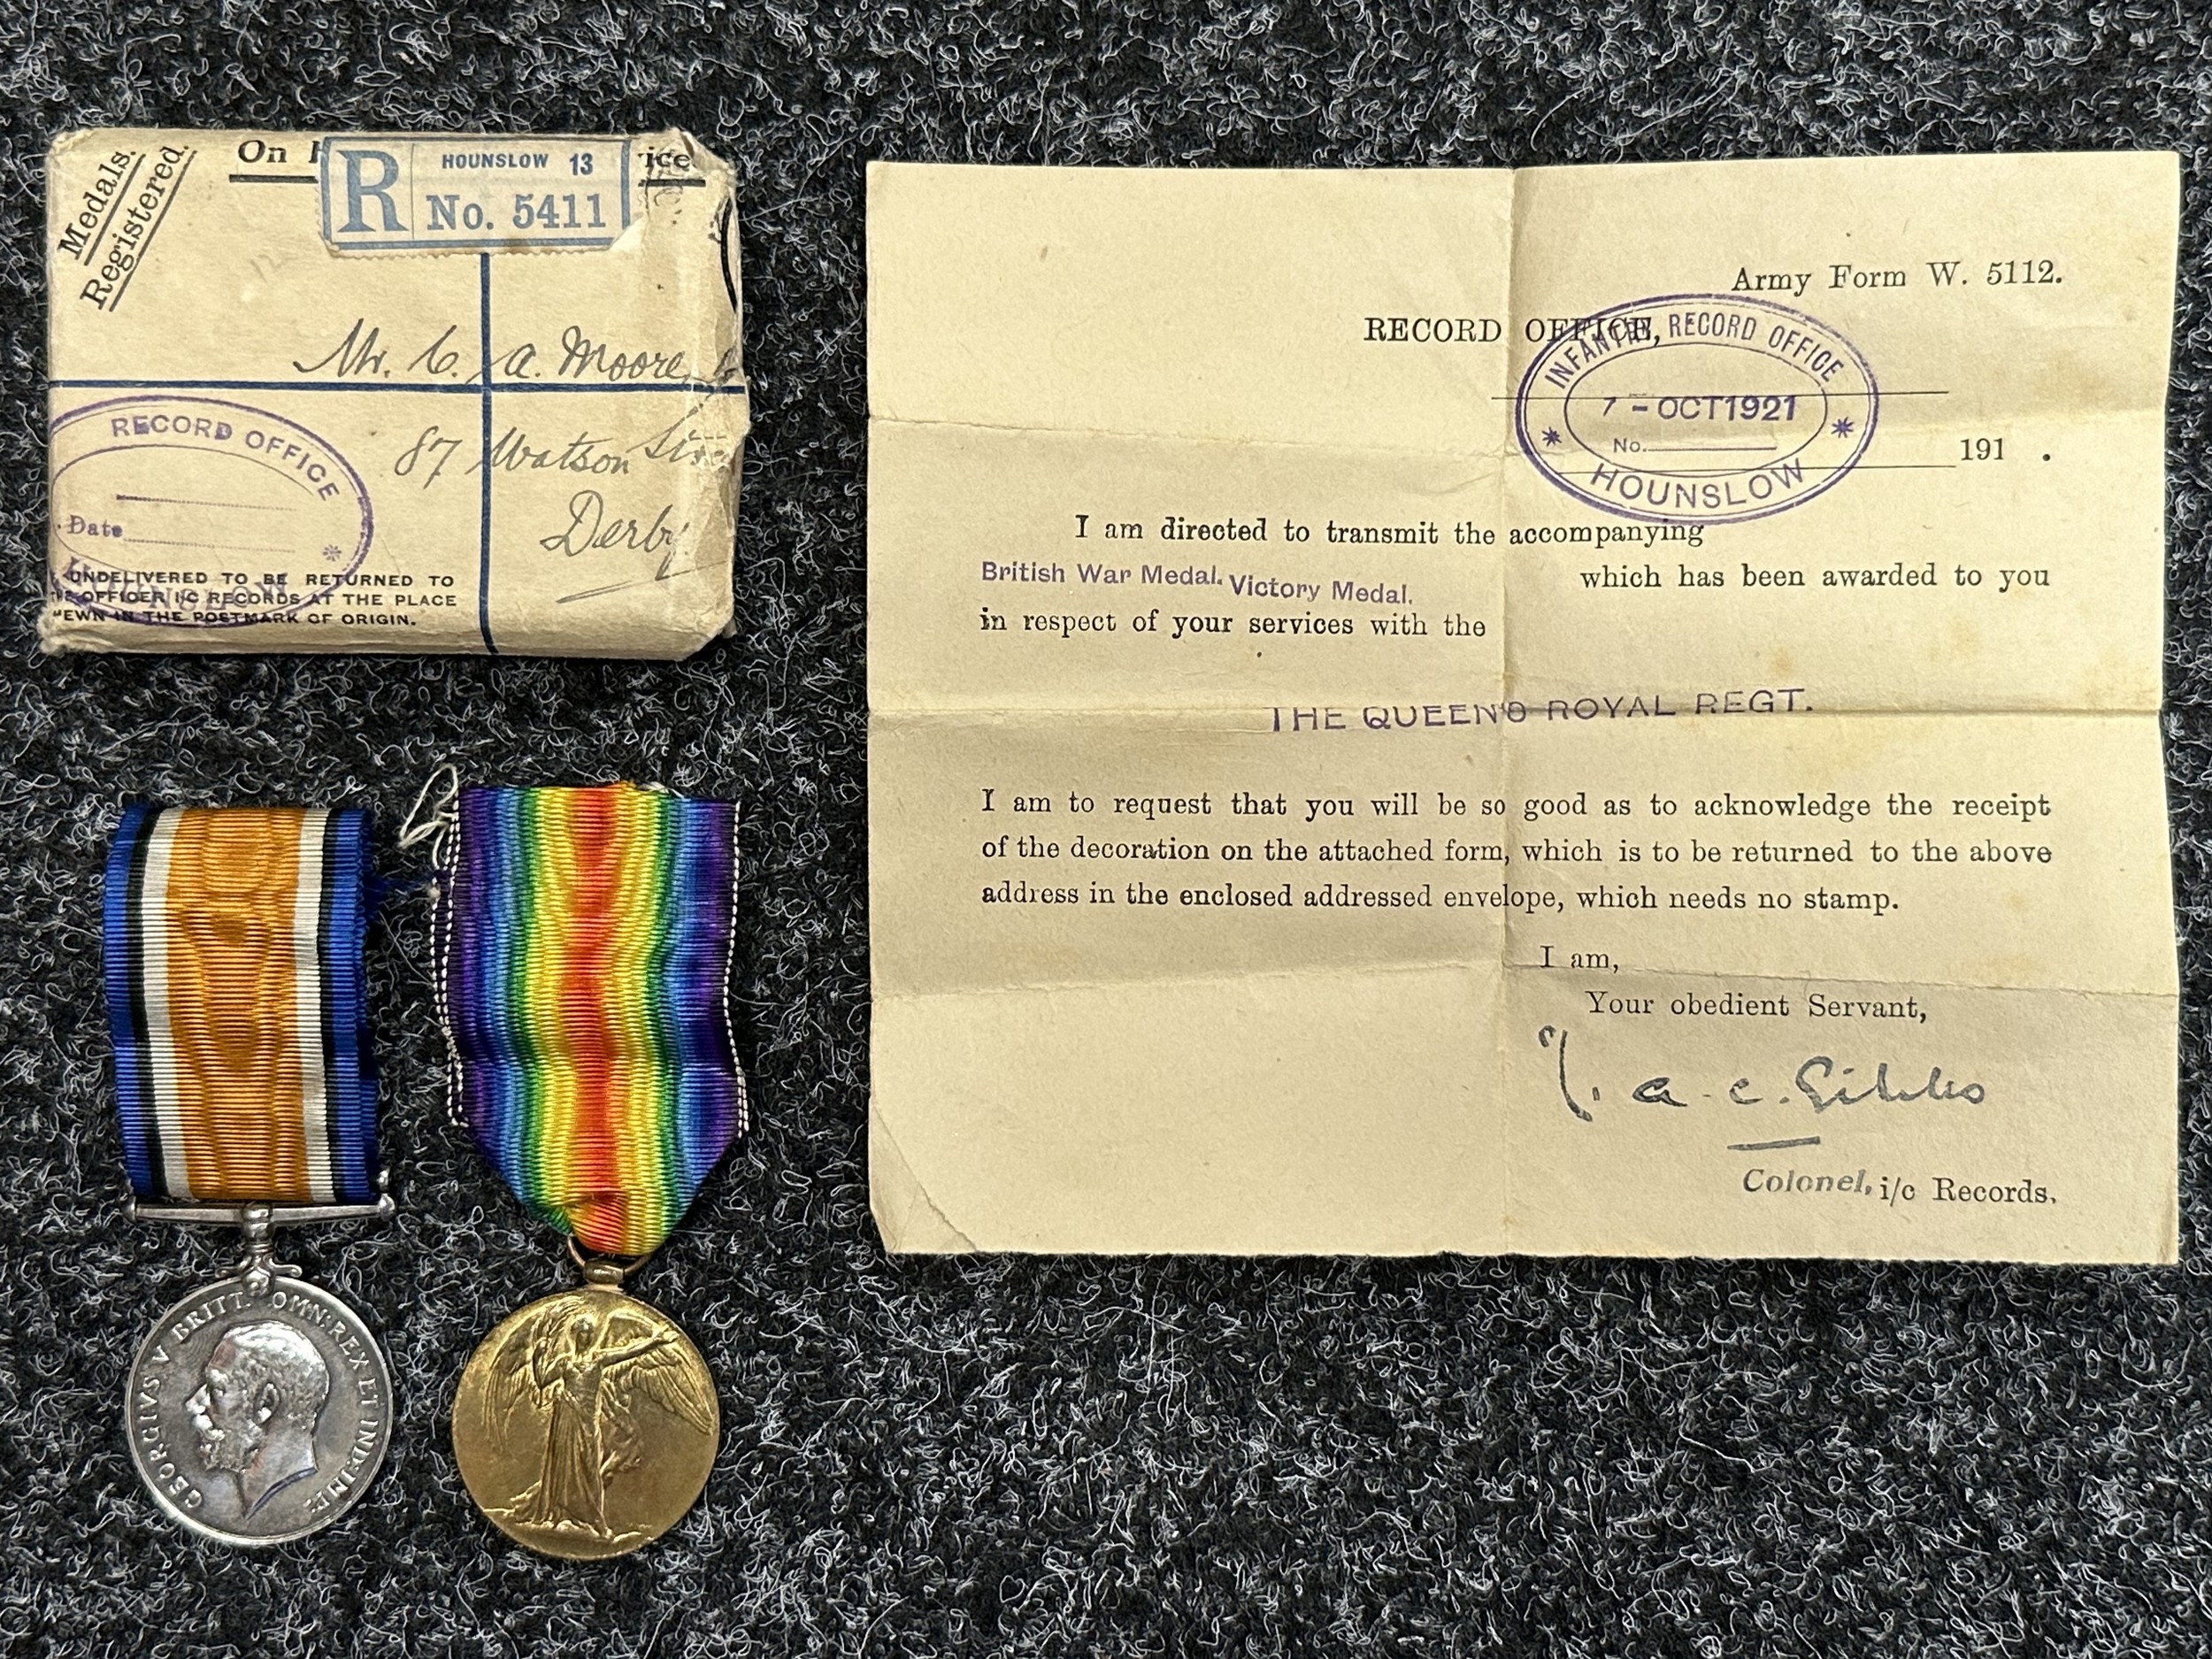 Medals.
Registered.
On
ice
R
HOUNSLOW 13
No. 5411
Mr. C. A. Moore
87 Watson
Derby
RECORD OFFICE
Date
UNDELIVERED TO BE RETURNED TO
OFFICER I/C RECORDS AT THE PLACE
EWN IN THE POSTMARK OF ORIGIN.
Army Form W. 5112.
RECORD OFFICE,
INFANTRY RECORD OFFICE
7 - OCT 1921
No.
HOUNSLOW
191 .
I am directed to transmit the accompanying
British War Medal. Victory Medal. which has been awarded to you
in respect of your services with the
THE QUEEN'S ROYAL REGT.
I am to request that you will be so good as to acknowledge the receipt
of the decoration on the attached form, which is to be returned to the above
address in the enclosed addressed envelope, which needs no stamp.
I am,
Your obedient Servant,
A. C. Gibbs
Colonel, i/c Records.
GEORGIVS V BRITT: OMN: REX ET IND: IMP: